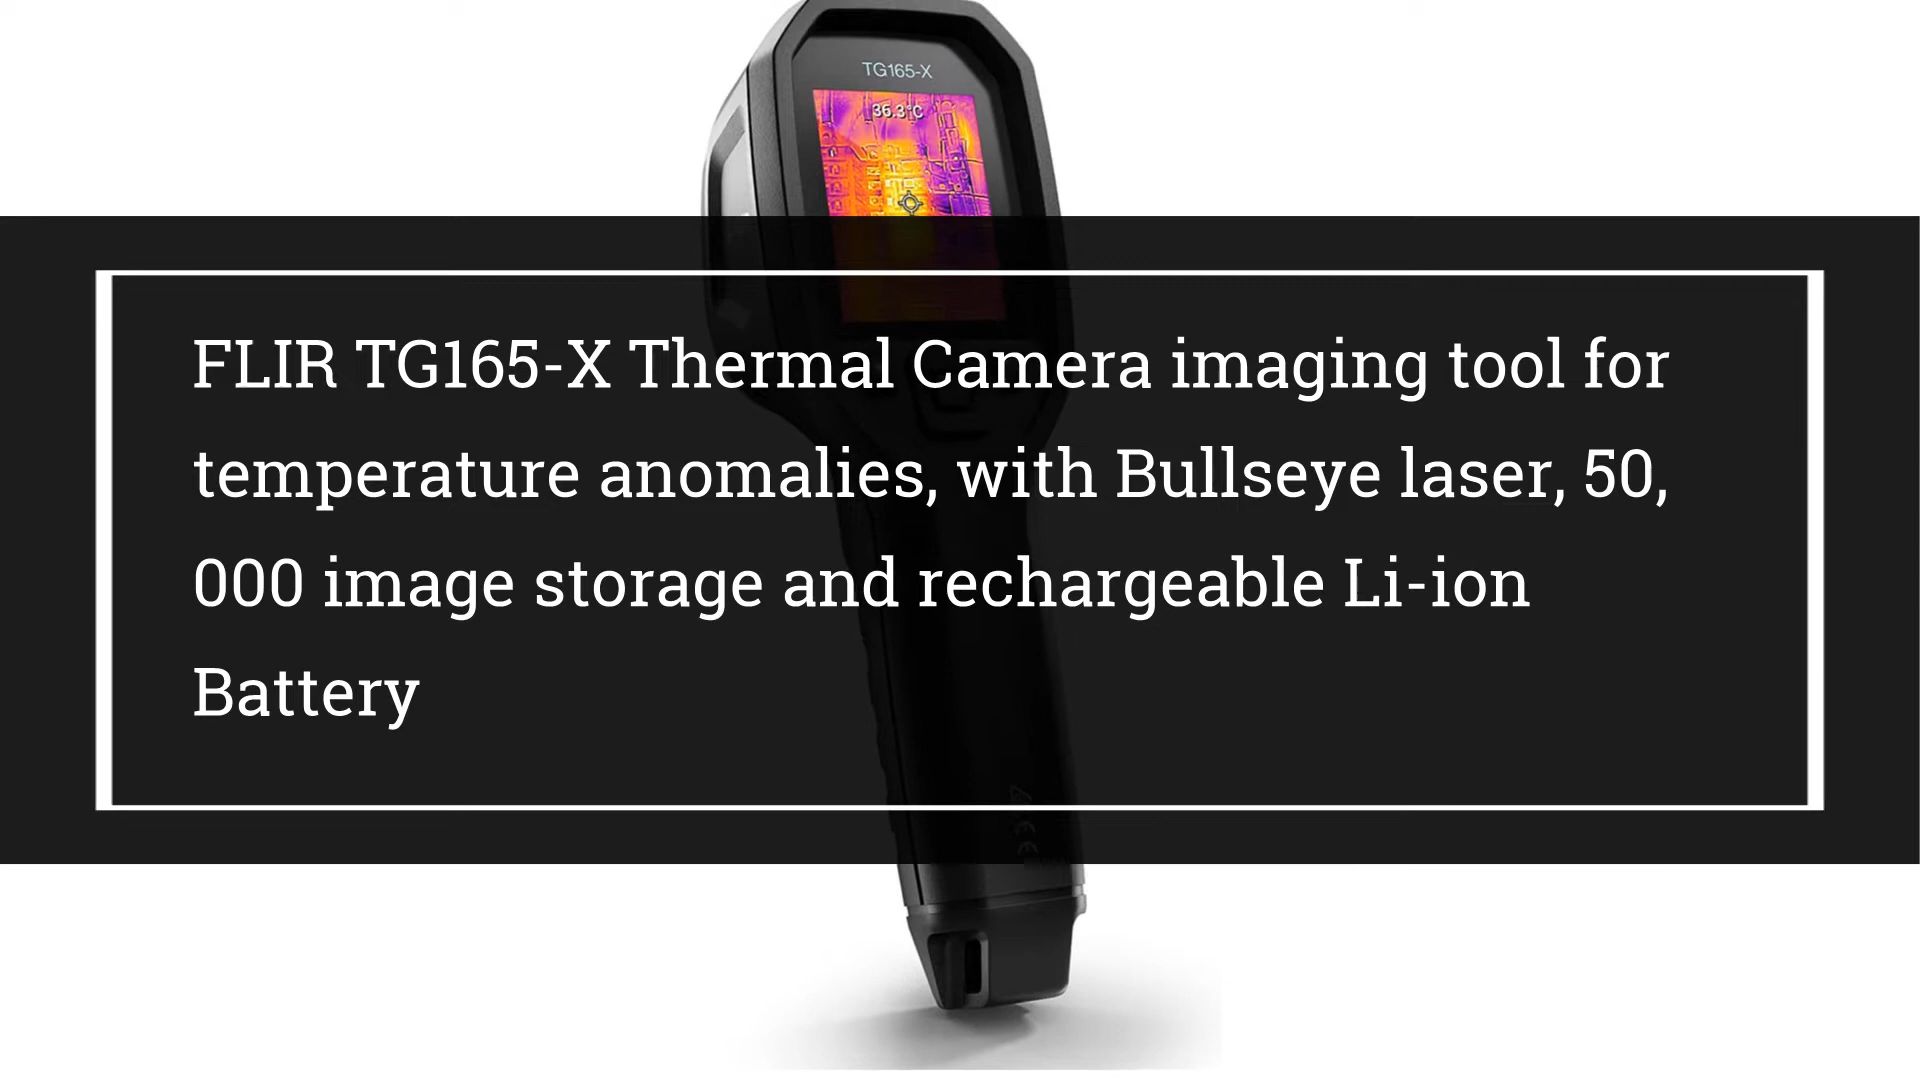 TG165-X
36.3°C
FLIR TG165-X Thermal Camera imaging tool for
temperature anomalies, with Bullseye laser, 50,
000 image storage and rechargeable Li-ion
Battery
CE